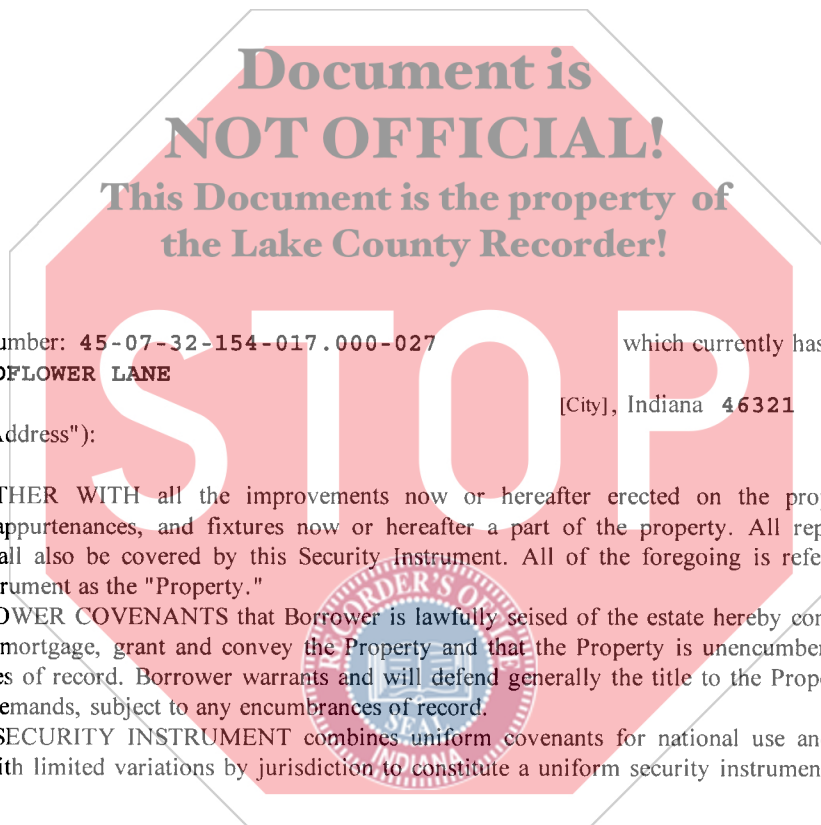 Document is
NOT OFFICIAL!
This Document is the property of
the Lake County Recorder!
STOP
umber: 45-07-32-154-017.000-027 which currently has
OFLOWER LANE
[City], Indiana 46321
Address"):
THER WITH all the improvements now or hereafter erected on the prop
appurtenances, and fixtures now or hereafter a part of the property. All rep
all also be covered by this Security Instrument. All of the foregoing is refe
rument as the "Property."
OWER COVENANTS that Borrower is lawfully seised of the estate hereby con
mortgage, grant and convey the Property and that the Property is unencumber
es of record. Borrower warrants and will defend generally the title to the Prop
emands, subject to any encumbrances of record.
SECURITY INSTRUMENT combines uniform covenants for national use an
ith limited variations by jurisdiction to constitute a uniform security instrumen
RECORDER'S OFFICE
SEAL
INDIANA